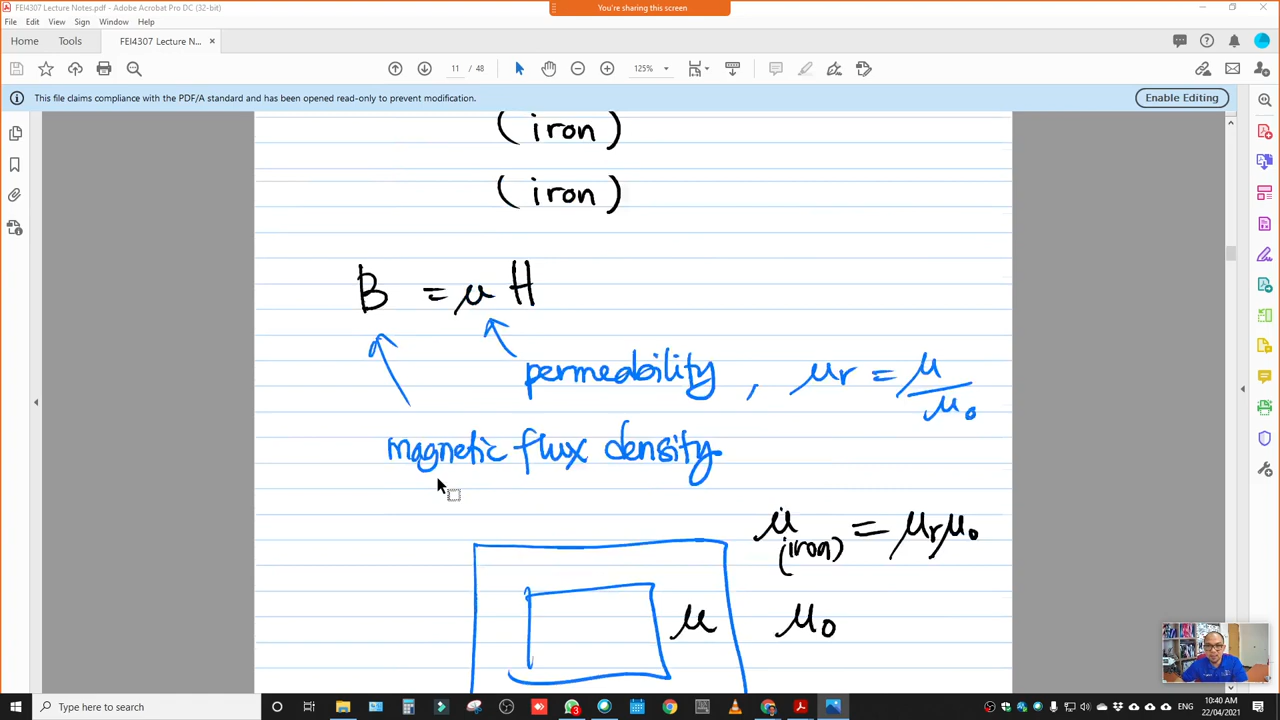 FEI4307 Lecture Notes.pdf - Adobe Acrobat Pro DC (32-bit)
You're sharing this screen
File Edit View Sign Window Help
Home Tools FEI4307 Lecture N... ×
11 / 48 125%
This file claims compliance with the PDF/A standard and has been opened read-only to prevent modification.
Enable Editing
(iron)
(iron)
B = μ H
permeability, μr = μ/μ₀
magnetic flux density.
μ(iron) = μrμ₀
μ μ₀
Type here to search
3
ENG
10:40 AM
22/04/2021